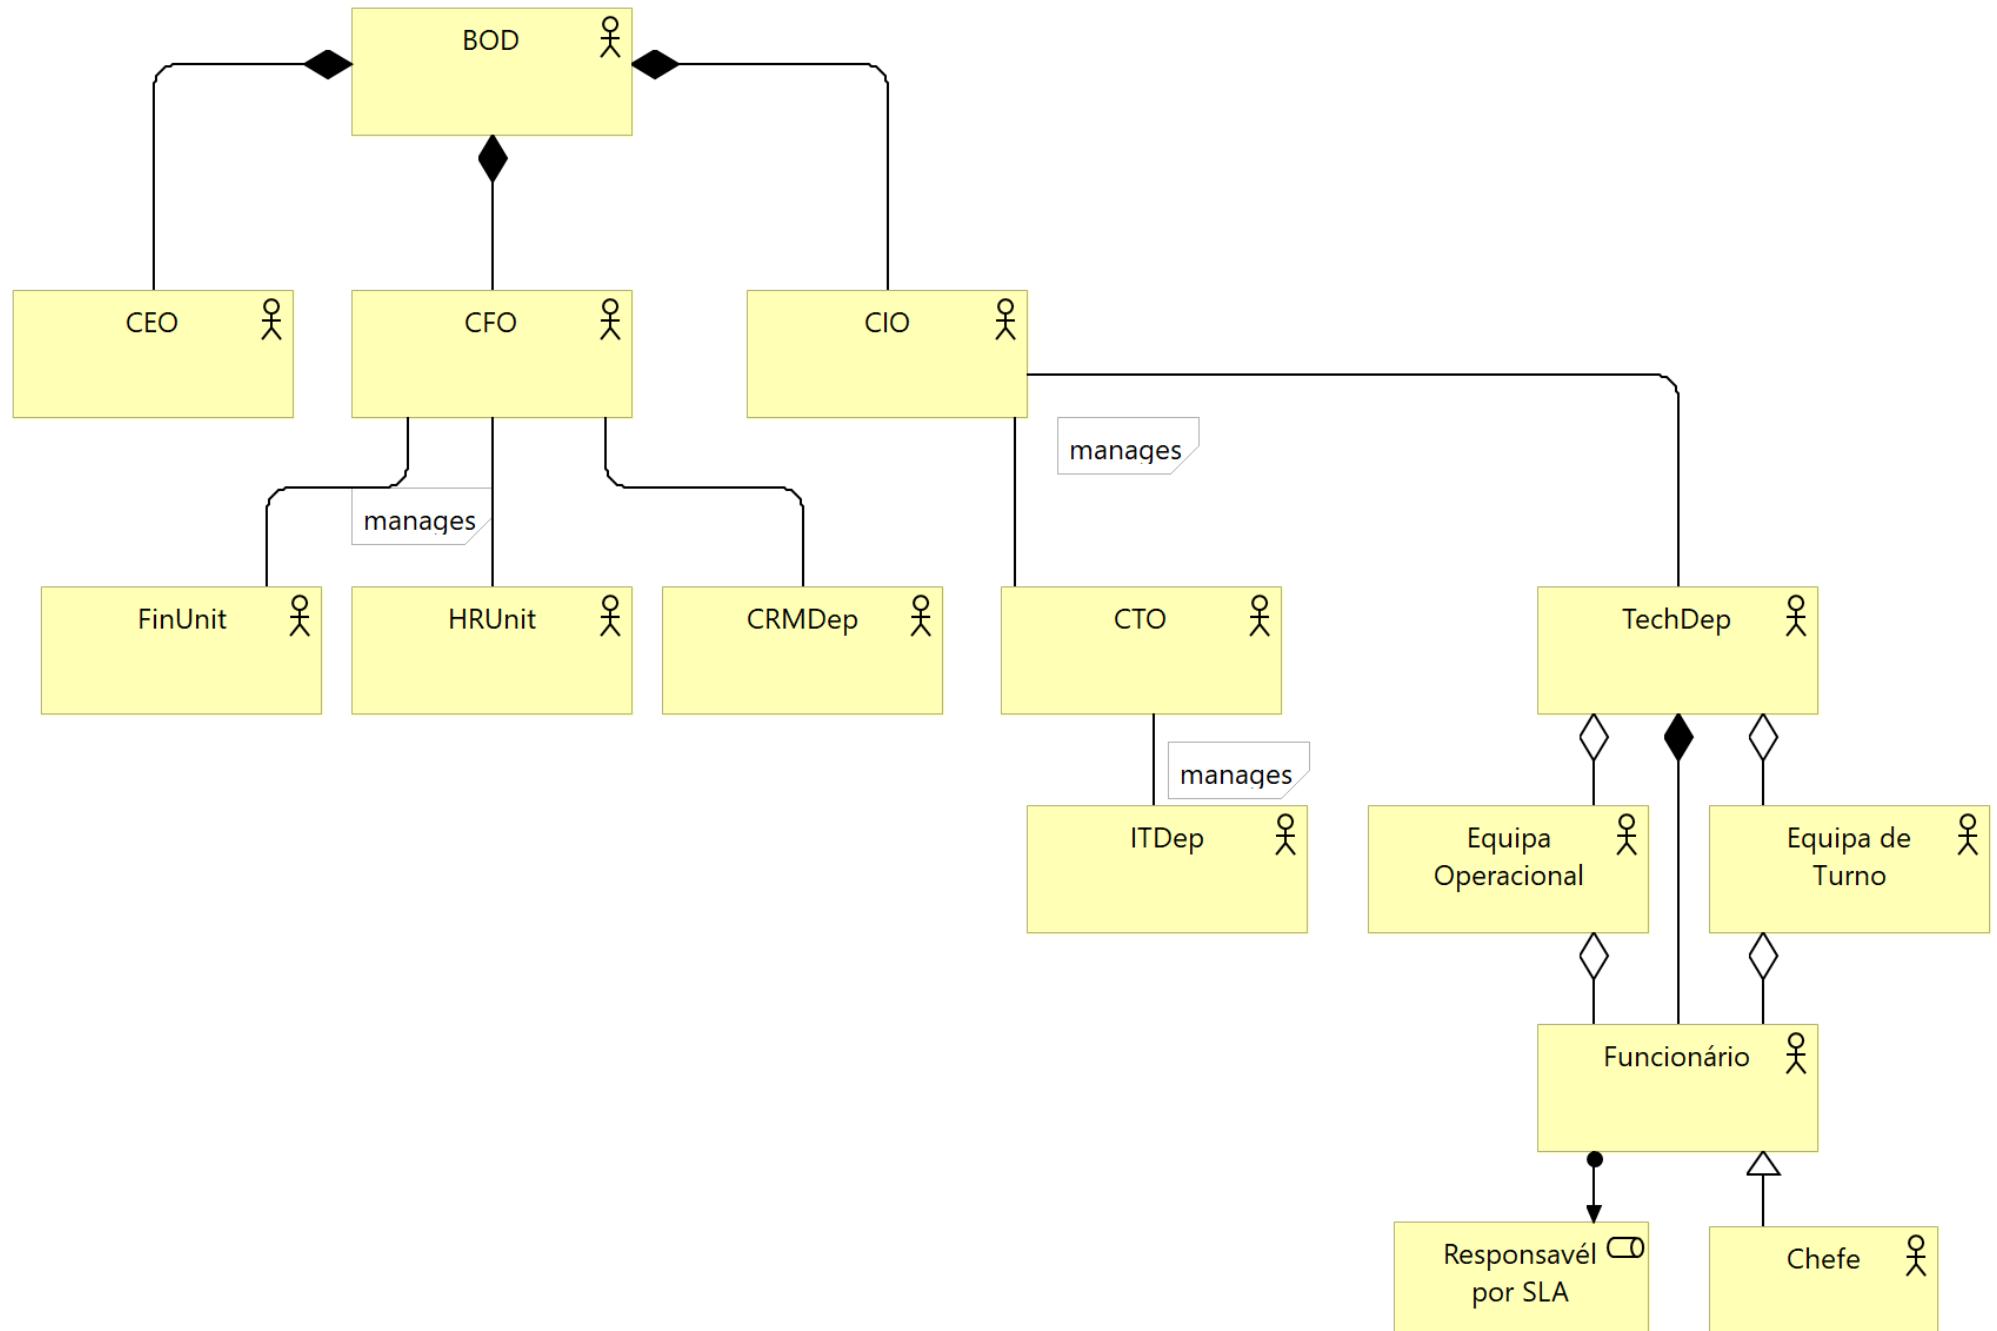 BOD
CEO
CFO
CIO
manages
manages
FinUnit
HRUnit
CRMDep
CTO
TechDep
manages
ITDep
Equipa
Operacional
Equipa de
Turno
Funcionário
Responsavél
por SLA
Chefe